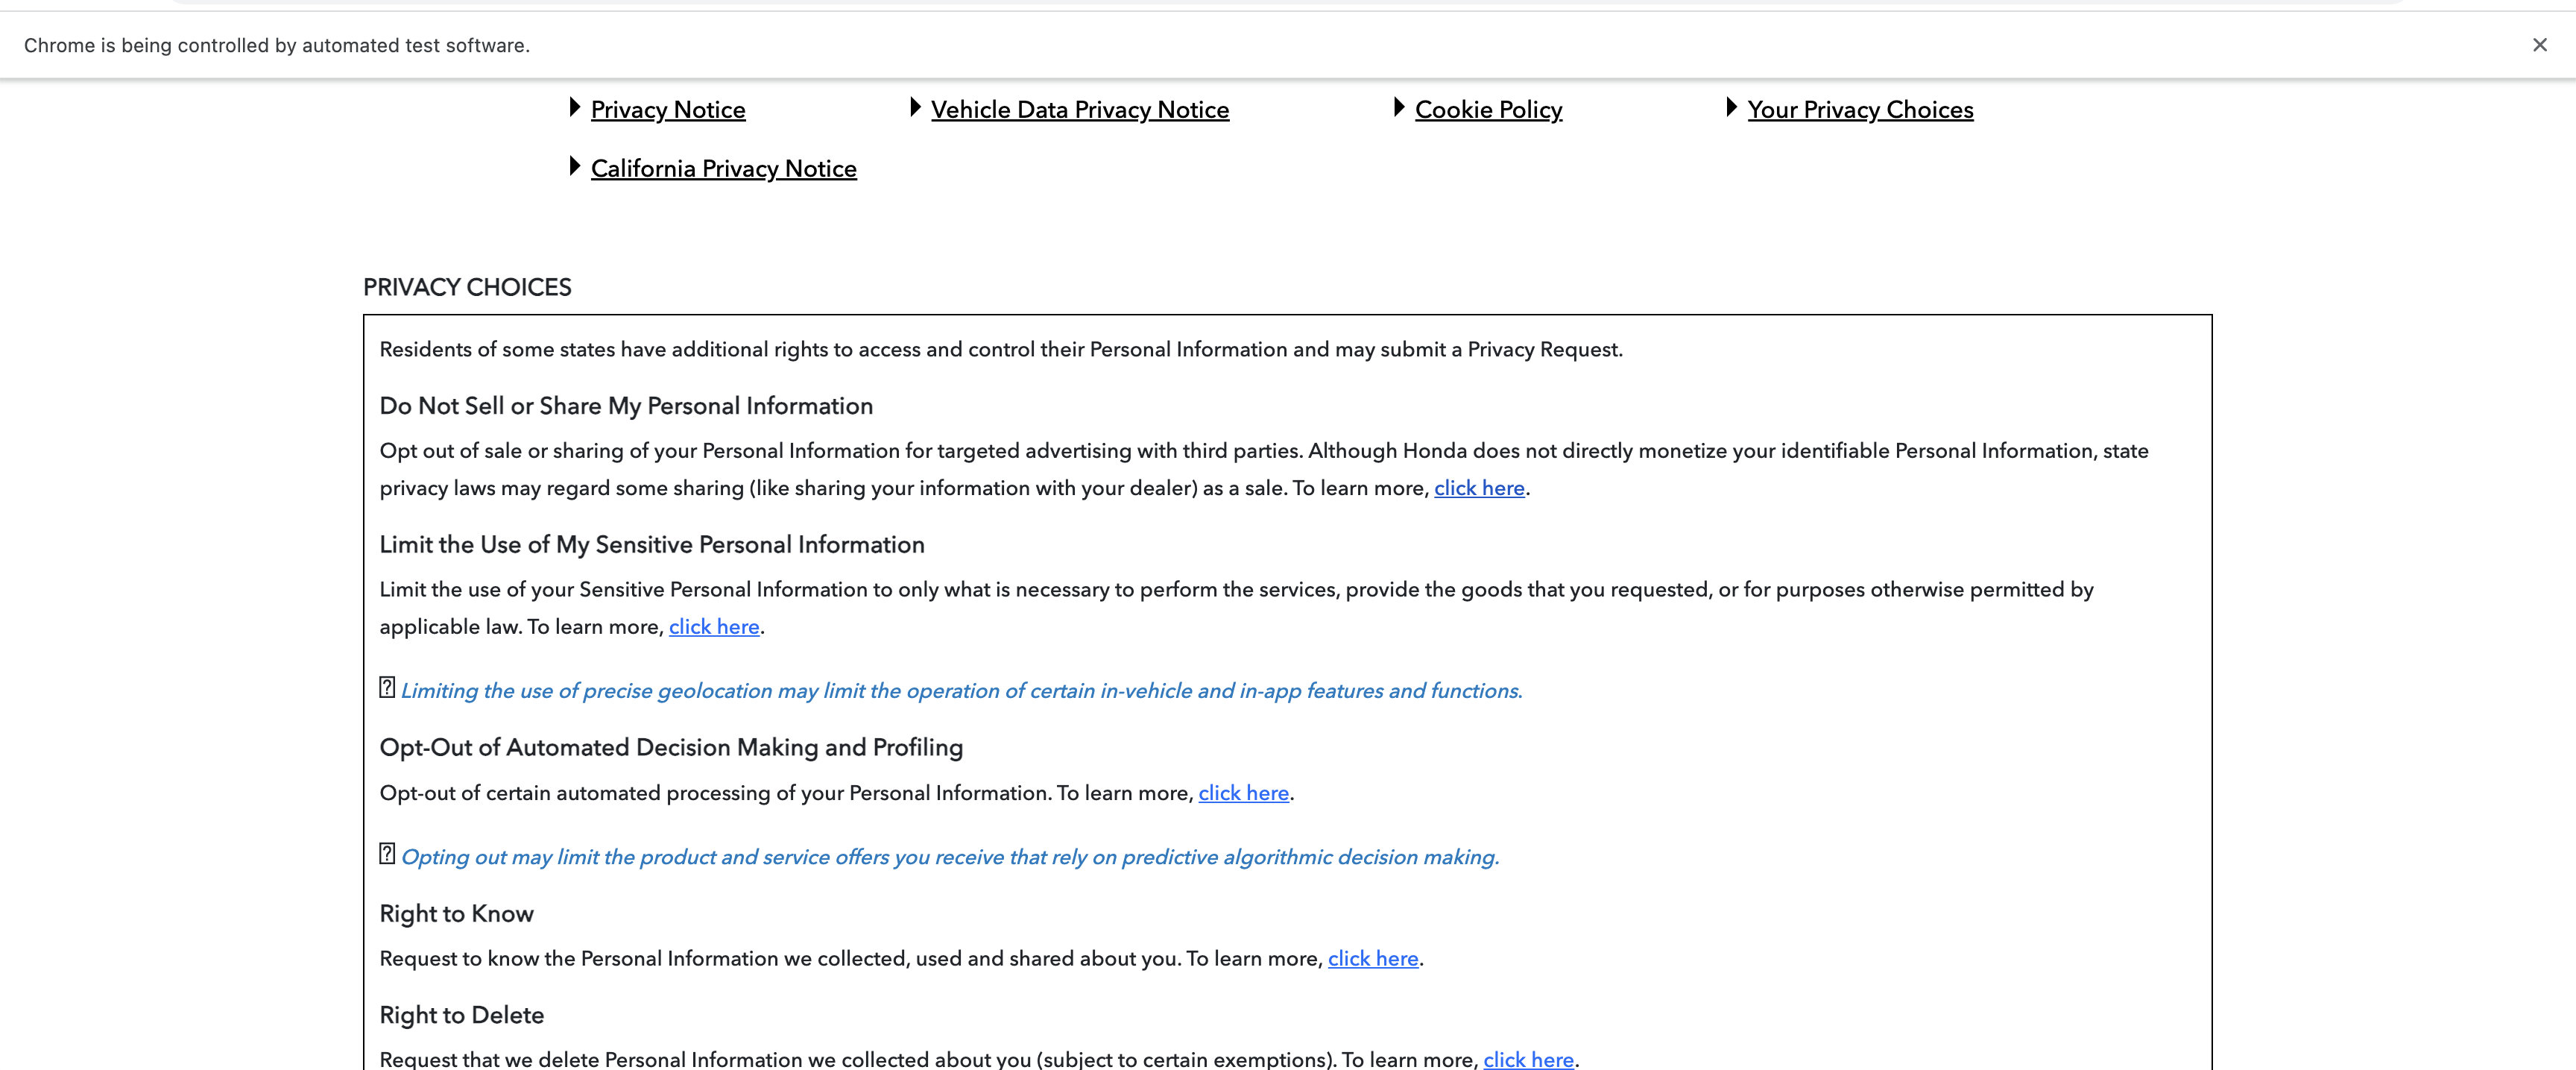 Chrome is being controlled by automated test software.
Privacy Notice
Vehicle Data Privacy Notice
Cookie Policy
Your Privacy Choices
California Privacy Notice
PRIVACY CHOICES
Residents of some states have additional rights to access and control their Personal Information and may submit a Privacy Request.
Do Not Sell or Share My Personal Information
Opt out of sale or sharing of your Personal Information for targeted advertising with third parties. Although Honda does not directly monetize your identifiable Personal Information, state
privacy laws may regard some sharing (like sharing your information with your dealer) as a sale. To learn more, click here.
Limit the Use of My Sensitive Personal Information
Limit the use of your Sensitive Personal Information to only what is necessary to perform the services, provide the goods that you requested, or for purposes otherwise permitted by
applicable law. To learn more, click here.
Limiting the use of precise geolocation may limit the operation of certain in-vehicle and in-app features and functions.
Opt-Out of Automated Decision Making and Profiling
Opt-out of certain automated processing of your Personal Information. To learn more, click here.
Opting out may limit the product and service offers you receive that rely on predictive algorithmic decision making.
Right to Know
Request to know the Personal Information we collected, used and shared about you. To learn more, click here.
Right to Delete
Request that we delete Personal Information we collected about you (subject to certain exemptions). To learn more, click here.